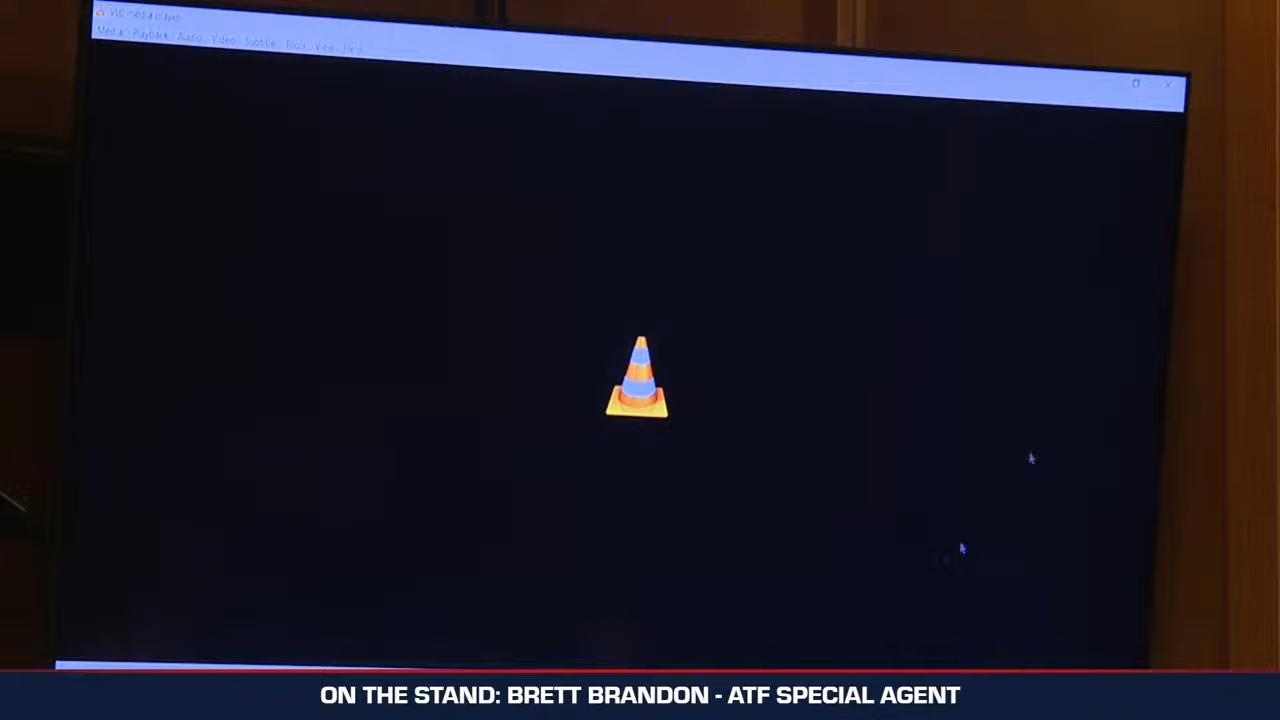 VLC media player
Media Playback Audio Video Subtitle Tools View Help
ON THE STAND: BRETT BRANDON - ATF SPECIAL AGENT